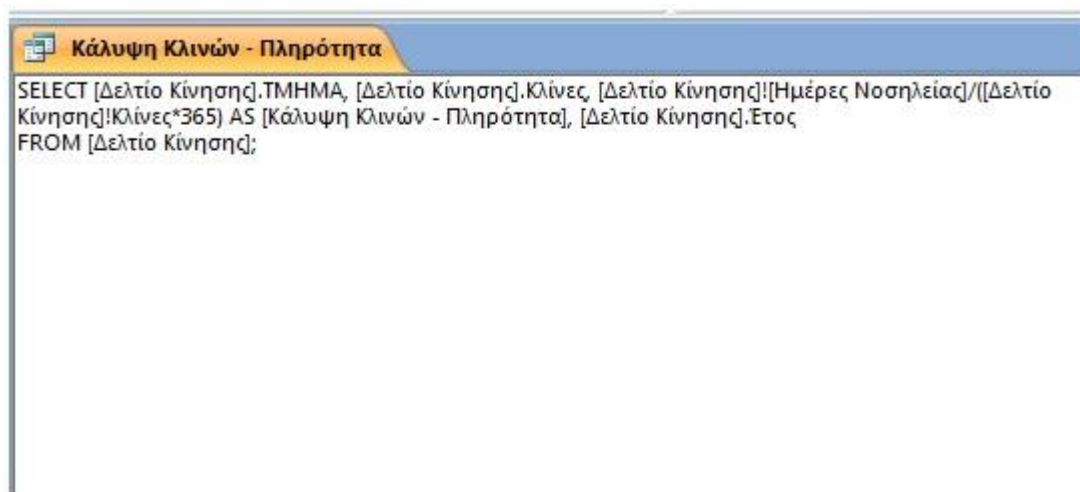 Κάλυψη Κλινών - Πληρότητα
SELECT [Δελτίο Κίνησης].ΤΜΗΜΑ, [Δελτίο Κίνησης].Κλίνες, [Δελτίο Κίνησης]![Ημέρες Νοσηλείας]/([Δελτίο
Κίνησης]!Κλίνες*365) AS [Κάλυψη Κλινών - Πληρότητα], [Δελτίο Κίνησης].Έτος
FROM [Δελτίο Κίνησης];